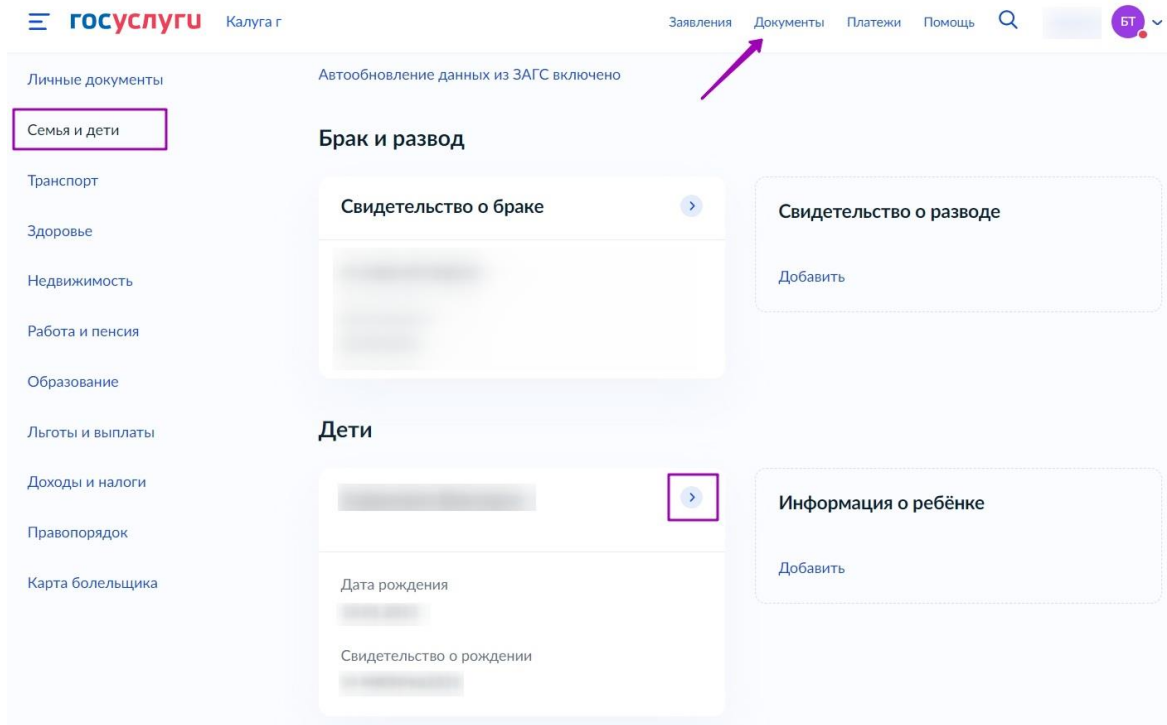 госуслуги Калуга г Заявления Документы Платежи Помощь БТ
Личные документы
Семья и дети
Транспорт
Здоровье
Недвижимость
Работа и пенсия
Образование
Льготы и выплаты
Доходы и налоги
Правопорядок
Карта болельщика
Автообновление данных из ЗАГС включено
Брак и развод
Свидетельство о браке
Свидетельство о разводе
Добавить
Дети
Дата рождения
Свидетельство о рождении
Информация о ребёнке
Добавить